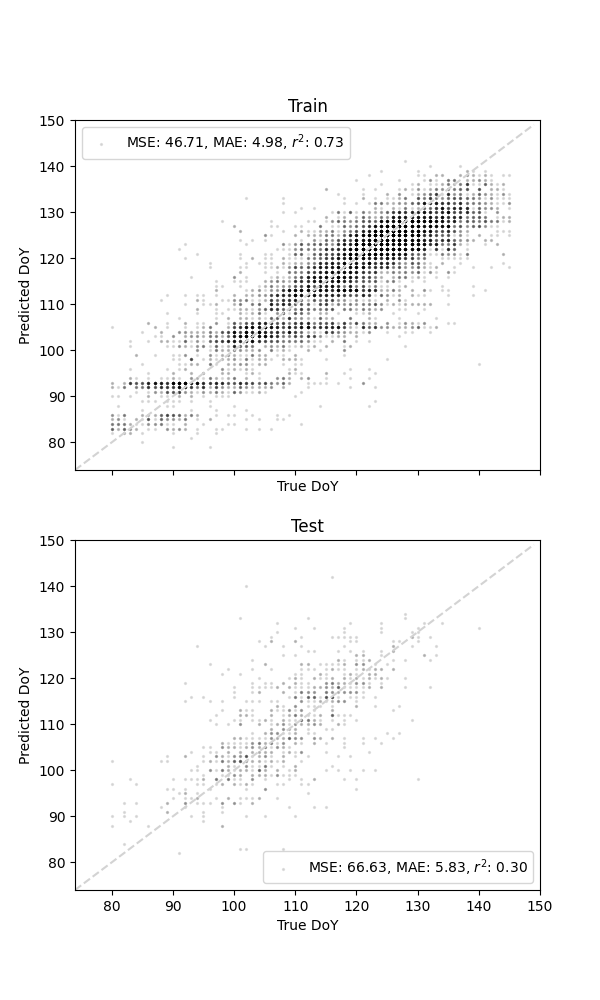 Train
150
MSE: 46.71, MAE: 4.98, r²: 0.73
140
130
120
110
100
90
80
Predicted DoY
True DoY
Test
150
140
130
120
110
100
90
80
Predicted DoY
MSE: 66.63, MAE: 5.83, r²: 0.30
80 90 100 110 120 130 140 150
True DoY